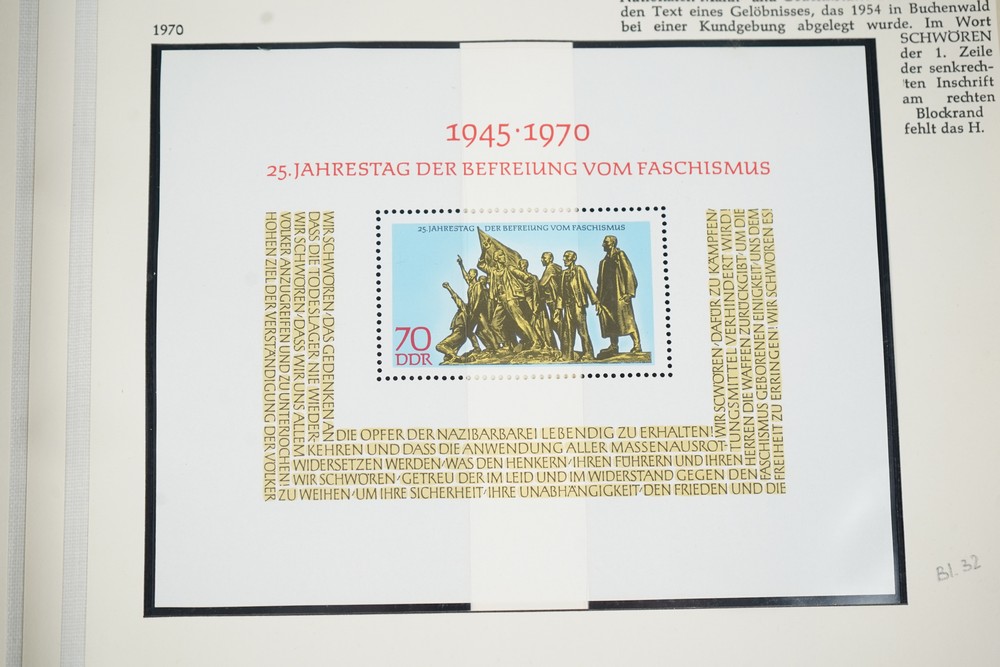 1970
den Text eines Gelöbnisses, das 1954 in Buchenwald
bei einer Kundgebung abgelegt wurde. Im Wort
SCHWÖREN
der 1. Zeile
der senkrech-
ten Inschrift
am rechten
Blockrand
fehlt das H.
1945·1970
25. JAHRESTAG DER BEFREIUNG VOM FASCHISMUS
25. JAHRESTAG DER BEFREIUNG VOM FASCHISMUS
70
DDR
WIR SCHWÖREN/DAS GEDENKEN AN
DIE OPFER DER NAZIBARBAREI LEBENDIG ZU ERHALTEN!
WIR SCWÖREN/DAFÜR ZU KÄMPFEN/
DASS DIE TODESLAGER NIE WIEDER-
KEHREN UND DASS DIE ANWENDUNG ALLER MASSENAUSROT-
TUNGSMITTEL VERHINDERT WIRD!
WIR SCHWÖREN/DASS WIR UNS ALLEM
WIDERSETZEN WERDEN/WAS DEN HENKERN/IHREN FÜHRERN UND IHREN
HERREN DIE WAFFEN ZURÜCKGIBT/UM DIE
VÖLKER ANZUGREIFEN UND ZU UNTERJOCHEN!
WIR SCHWÖREN/GETREU DER IM LEID UND IM WIDERSTAND GEGEN DEN
FASCHISMUS GEBORENEN EINIGKEIT/UNS DEM
HOHEN ZIEL DER VERSTÄNDIGUNG DER VÖLKER
ZU WEIHEN/UM IHRE SICHERHEIT/IHRE UNABHÄNGIGKEIT/DEN FRIEDEN UND DIE
FREIHEIT ZU ERRINGEN! WIR SCHWÖREN ES!
Bl. 32